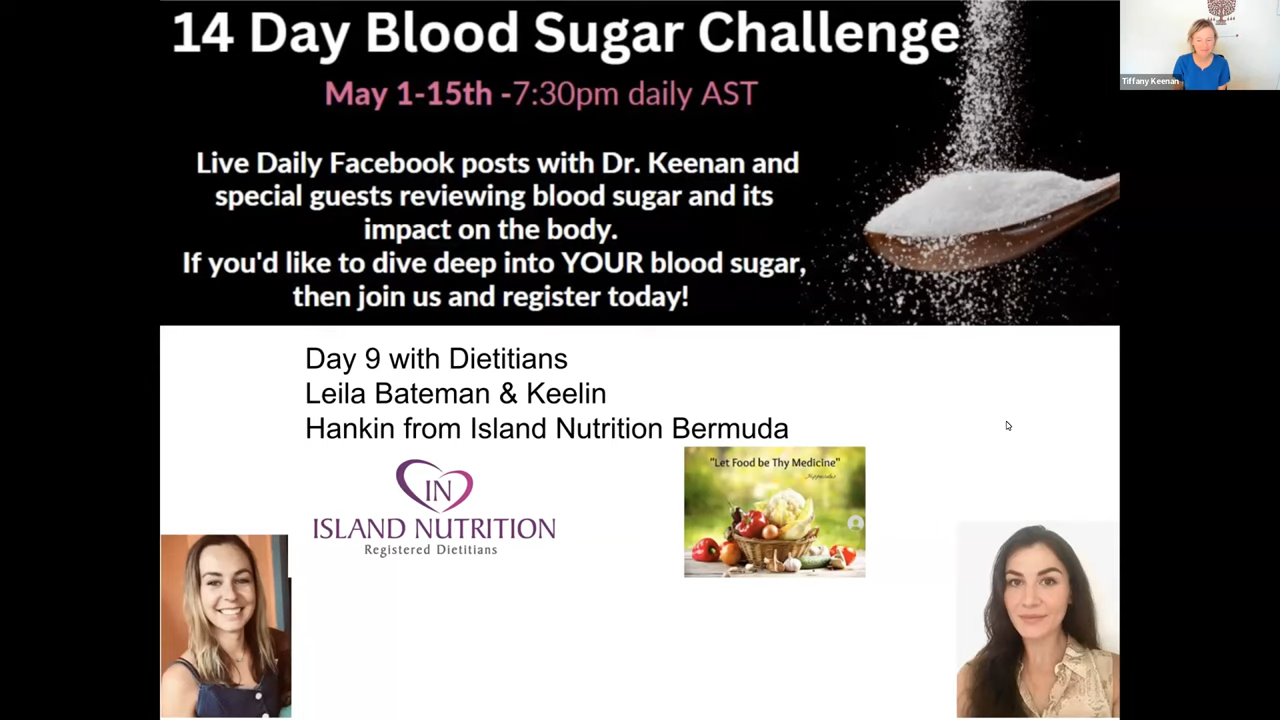 14 Day Blood Sugar Challenge
May 1-15th -7:30pm daily AST
Tiffany Keenan
Live Daily Facebook posts with Dr. Keenan and
special guests reviewing blood sugar and its
impact on the body.
If you'd like to dive deep into YOUR blood sugar,
then join us and register today!
Day 9 with Dietitians
Leila Bateman & Keelin
Hankin from Island Nutrition Bermuda
"Let Food be Thy Medicine"
IN
ISLAND NUTRITION
Registered Dietitians